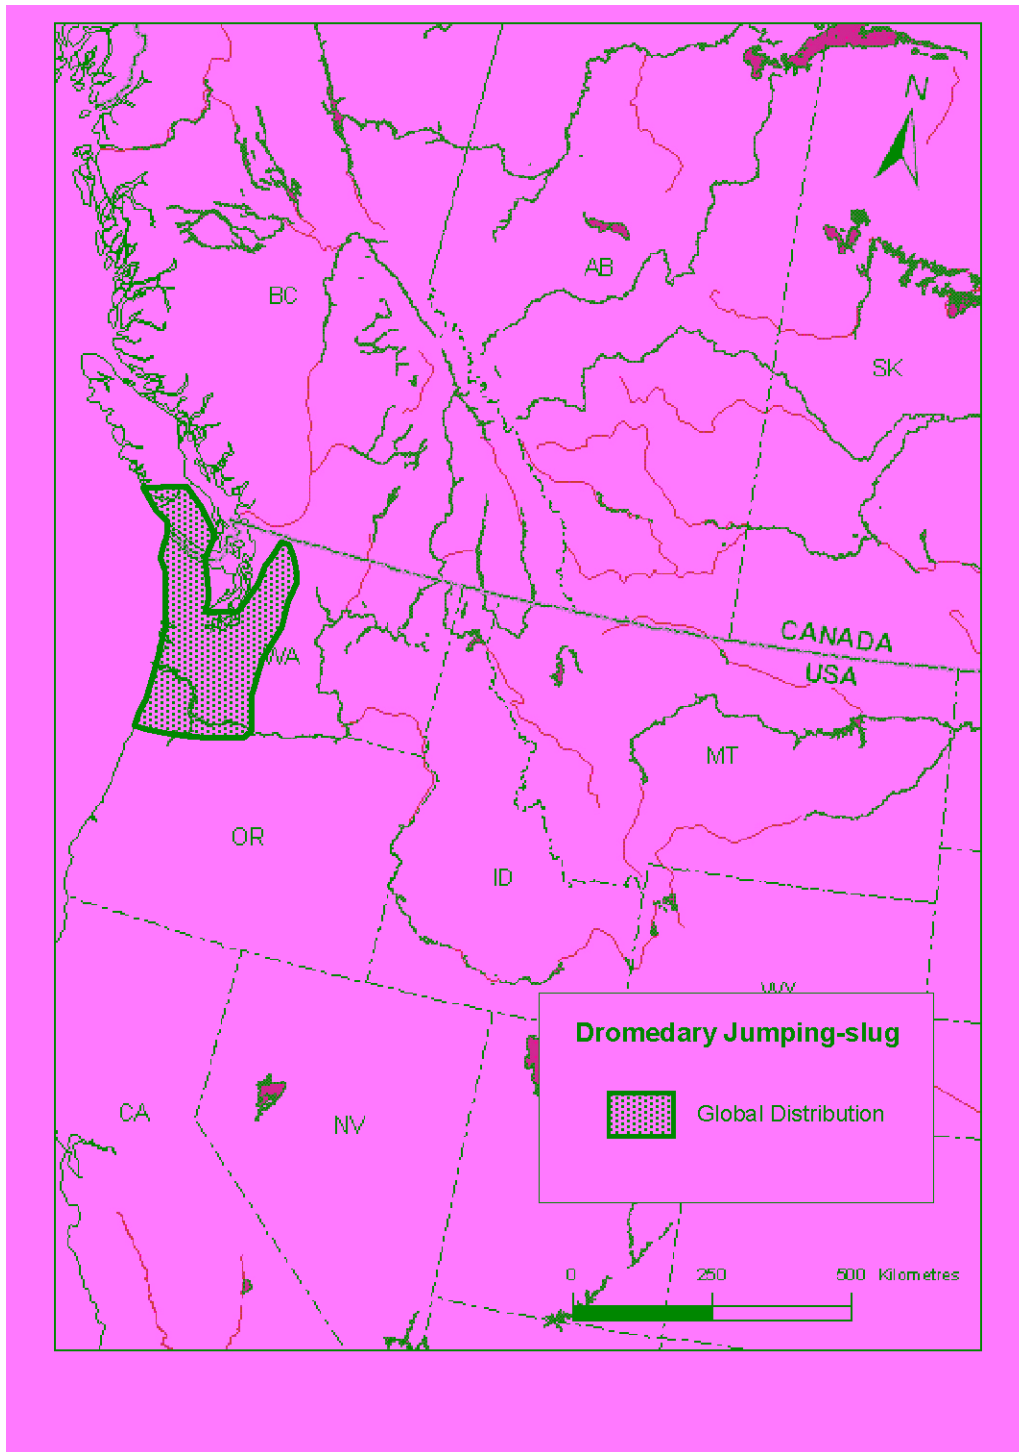 N
AB
BC
SK
CANADA
USA
WA
MT
OR
ID
WY
Dromedary Jumping-slug
Global Distribution
CA
NV
0 250 500 Kilometres